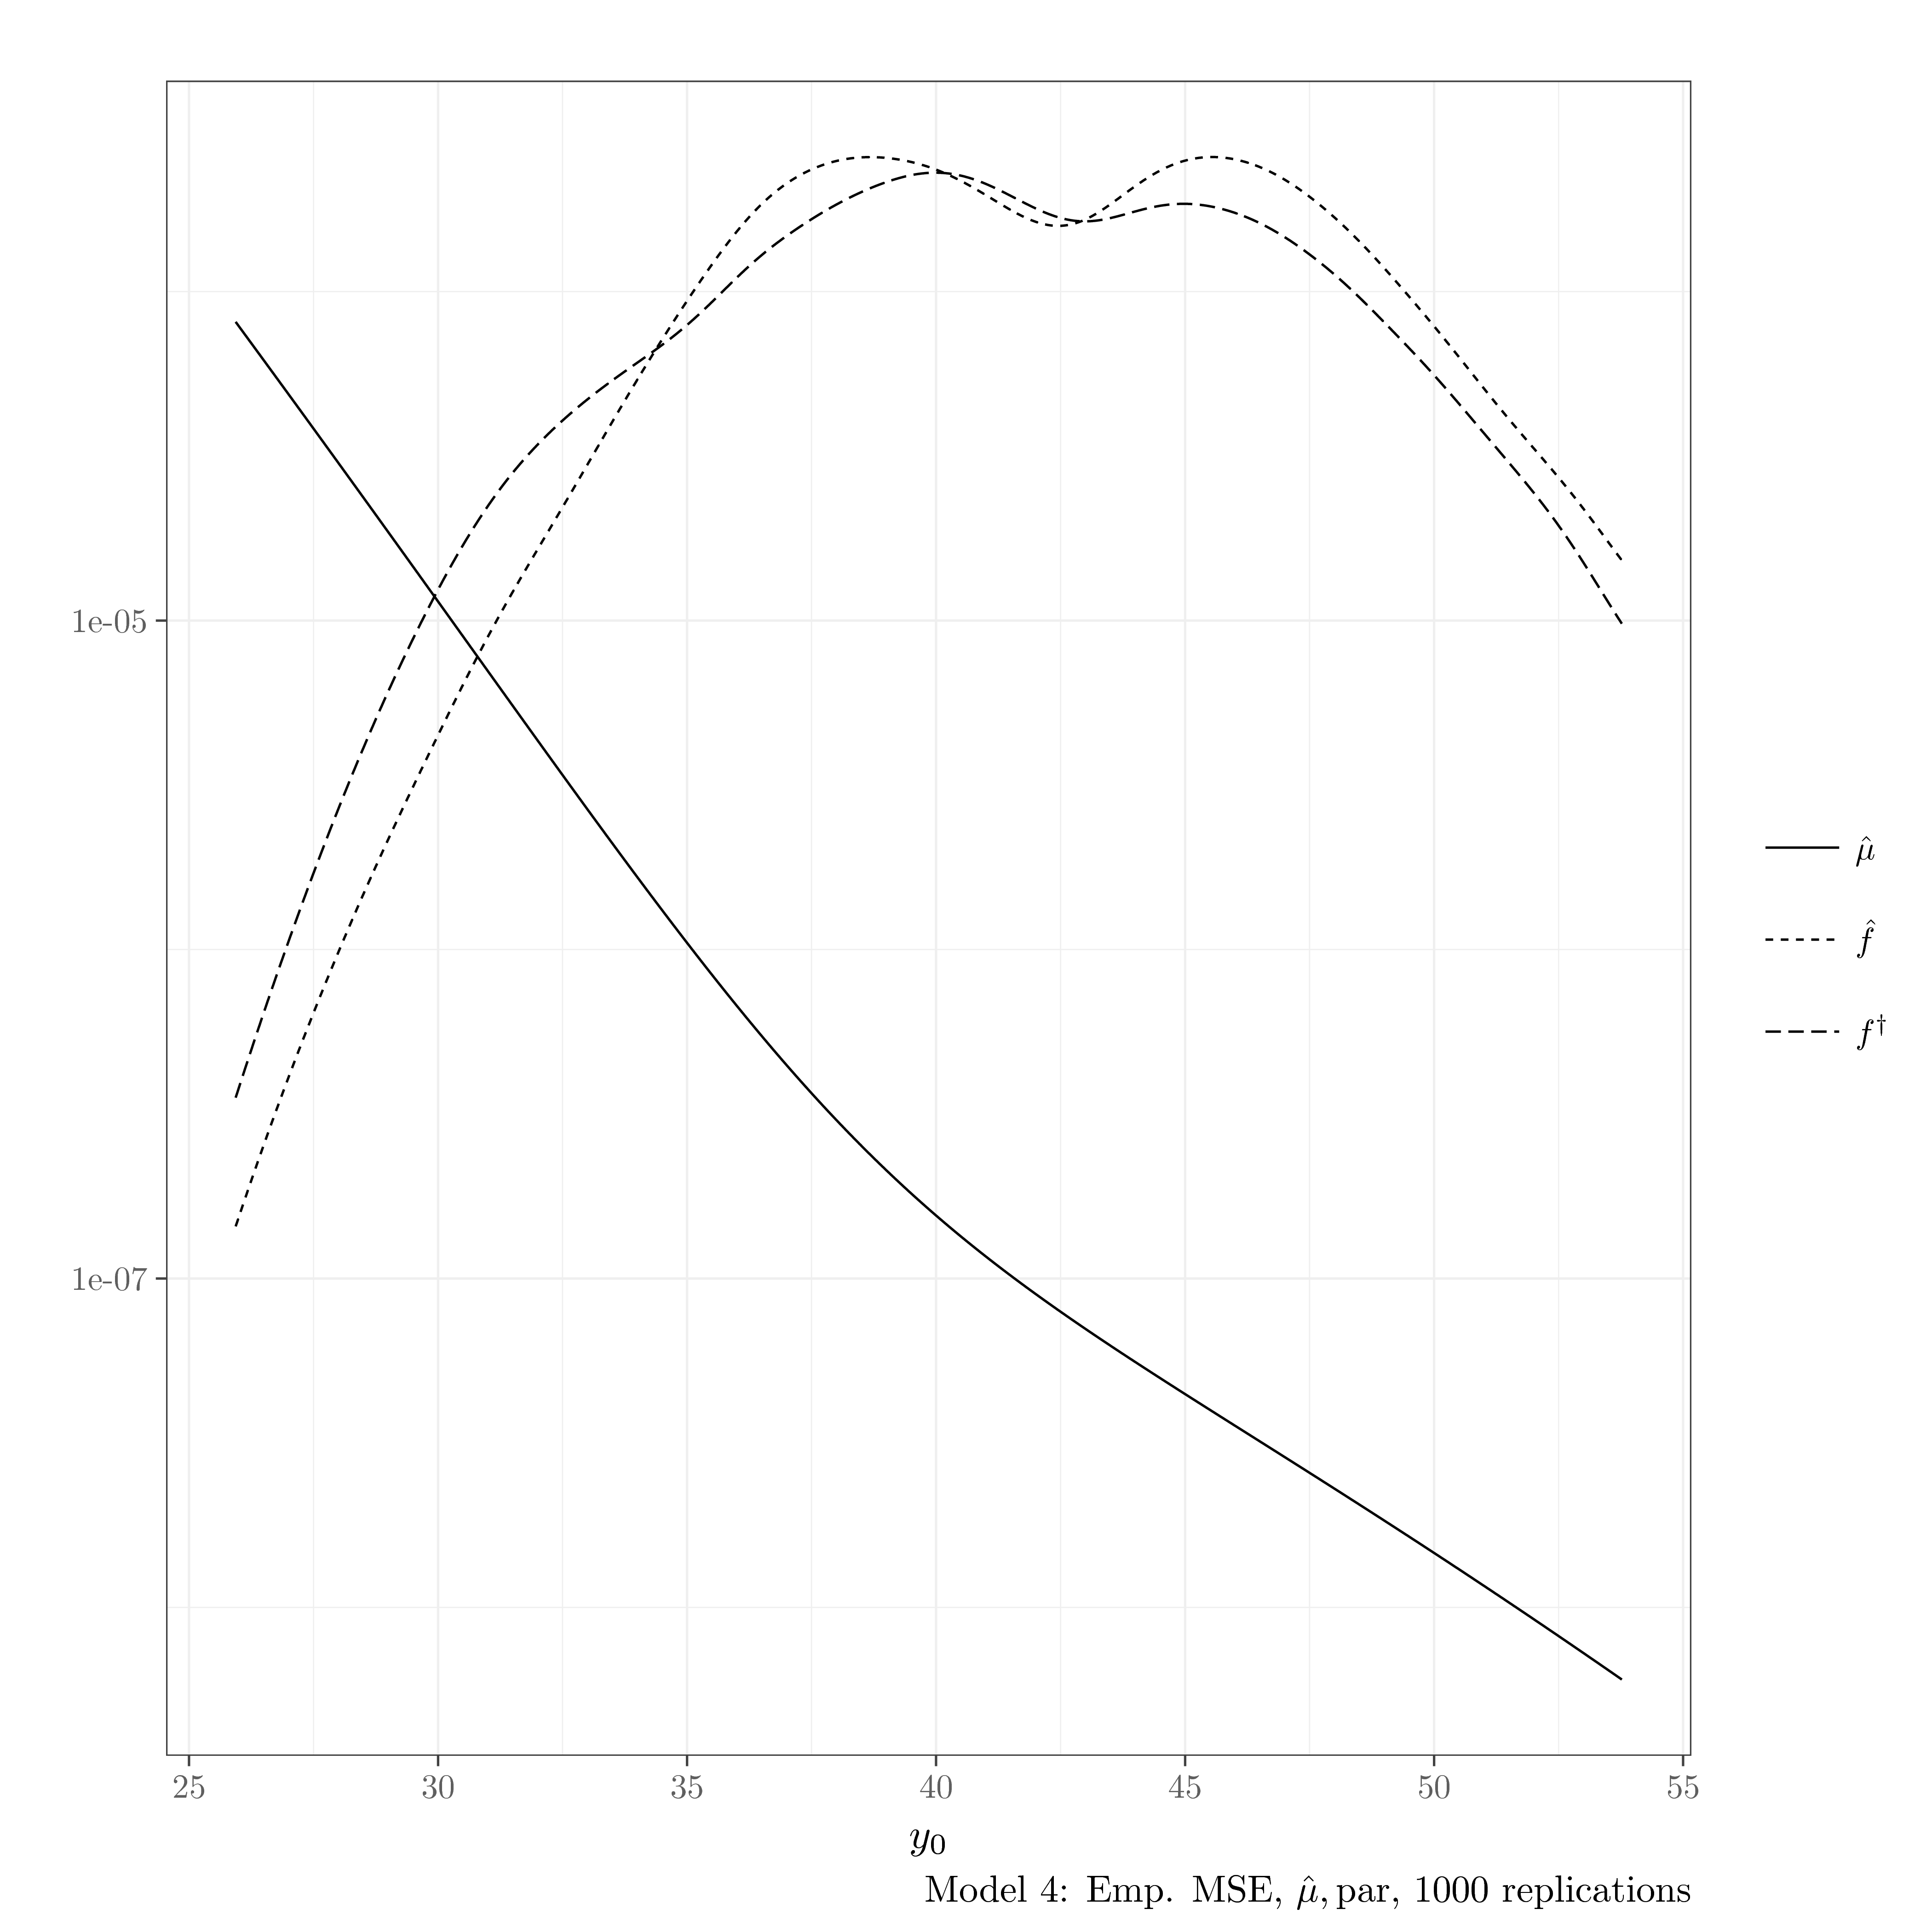 1e-05
1e-07
25 30 35 40 45 50 55
y₀
μ̂
f̂
f†
Model 4: Emp. MSE, μ̂, par, 1000 replications